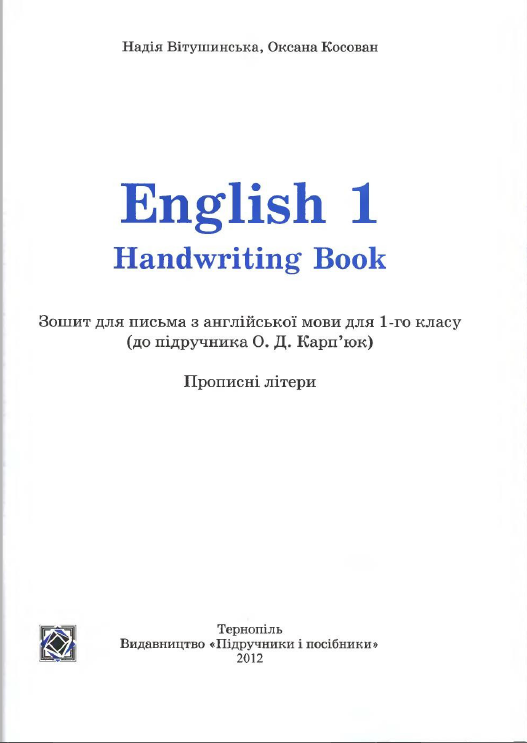 Надія Вітушинська, Оксана Косован
English 1
Handwriting Book
Зошит для письма з англійської мови для 1-го класу
(до підручника О. Д. Карп’юк)
Прописні літери
Тернопіль
Видавництво «Підручники і посібники»
2012